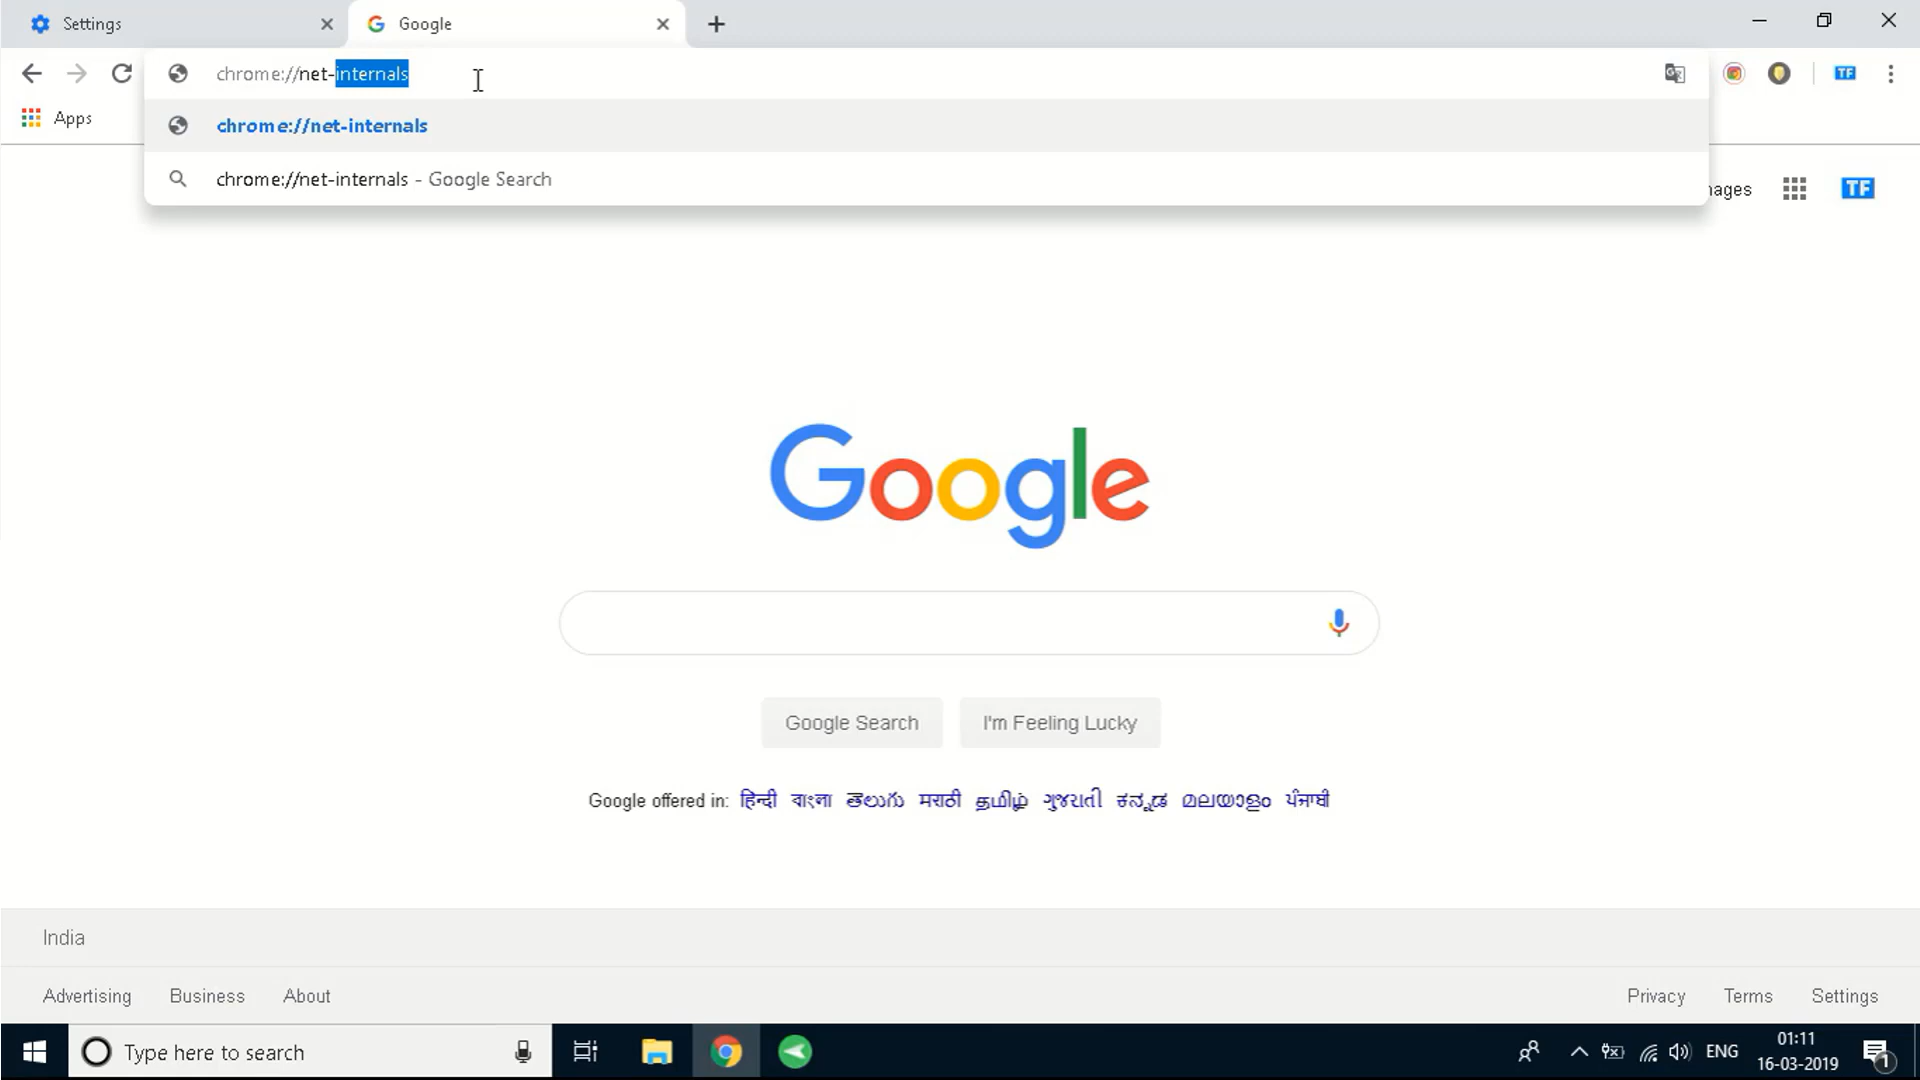 Settings
Google
chrome://net-internals
Apps
chrome://net-internals
chrome://net-internals - Google Search
TF
TF
Google
Google Search
I'm Feeling Lucky
Google offered in: हिन्दी বাংলা తెలుగు मराठी தமிழ் ગુજરાતી ಕನ್ನಡ മലയാളം ਪੰਜਾਬੀ
India
Advertising Business About
Privacy Terms Settings
Type here to search
ENG
01:11
16-03-2019
1